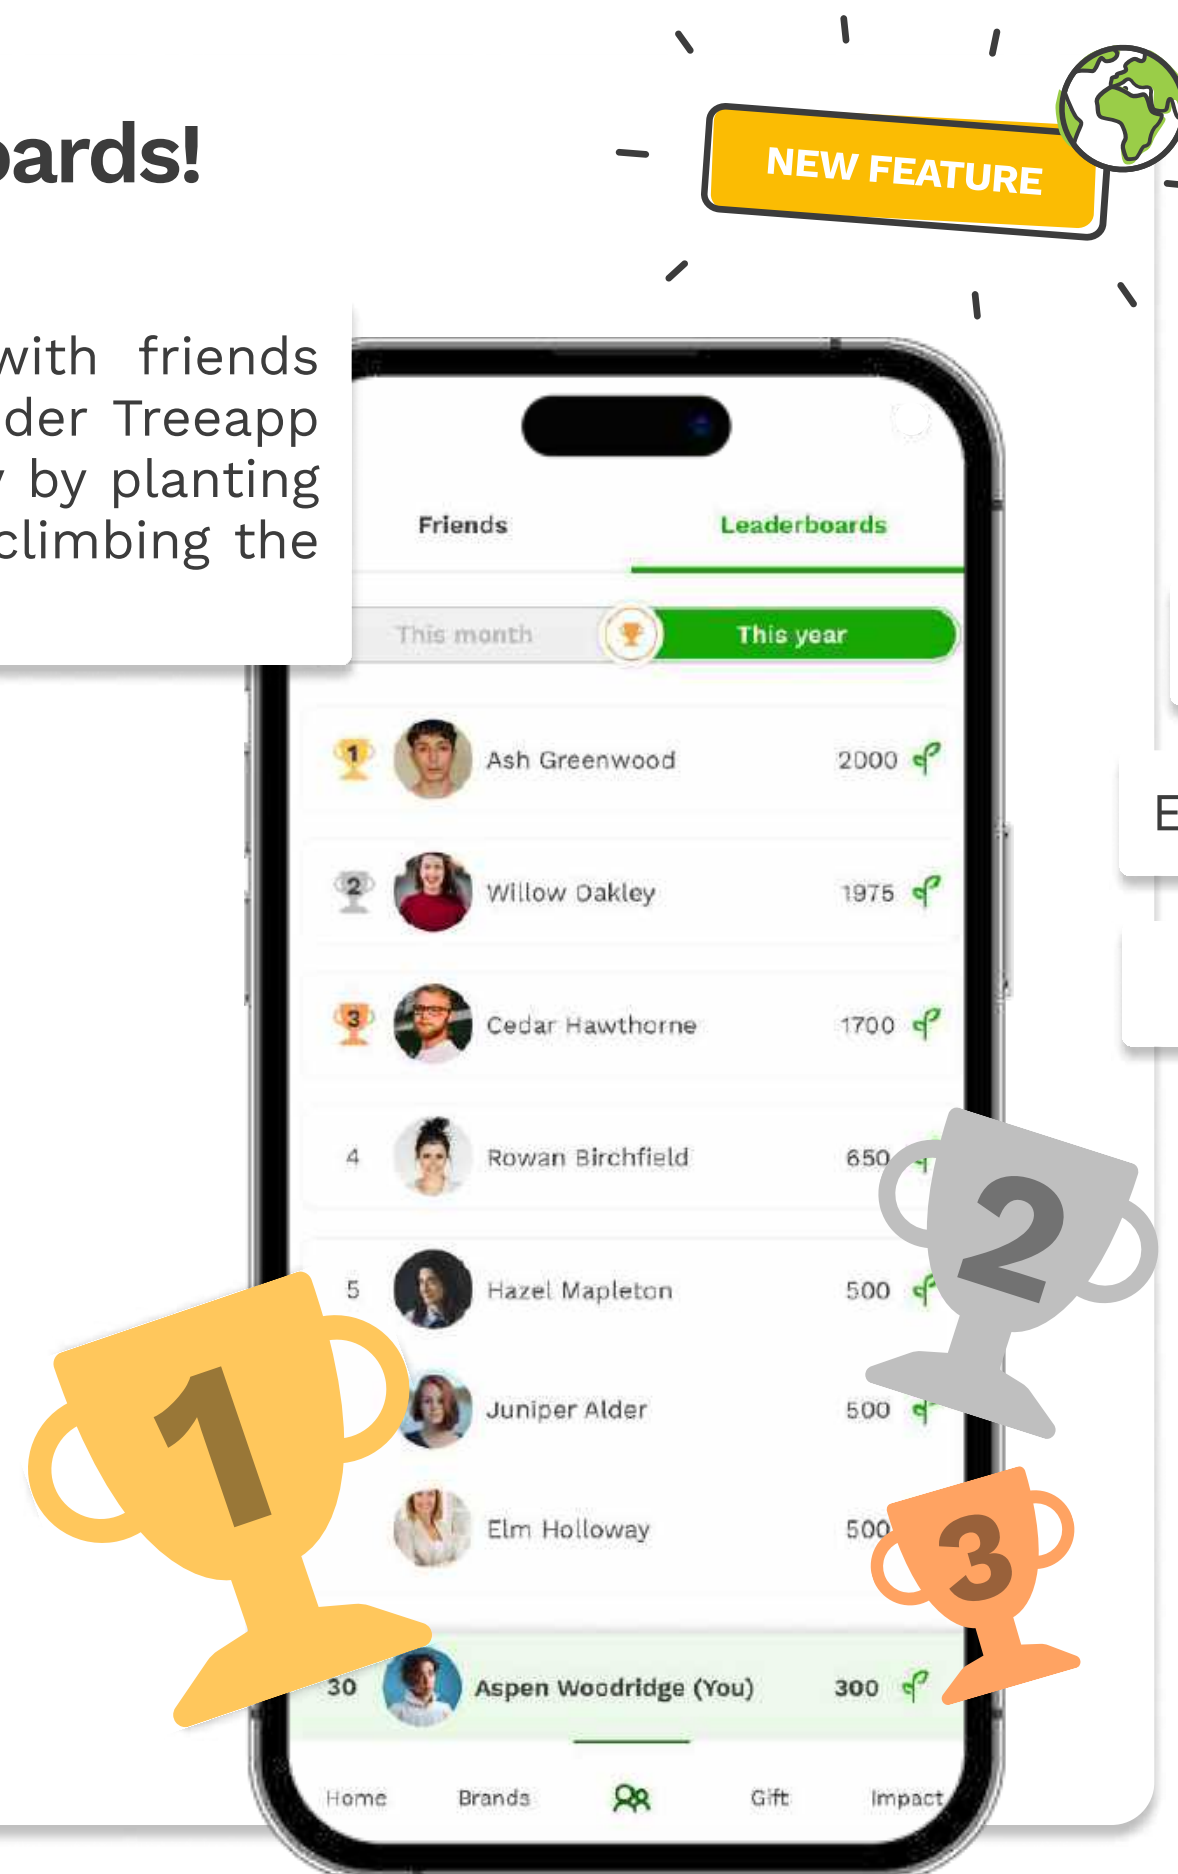 oards!
NEW FEATURE
with friends
der Treeapp
by planting
climbing the
Friends Leaderboards
This month This year
1 Ash Greenwood 2000
2 Willow Oakley 1975
3 Cedar Hawthorne 1700
4 Rowan Birchfield 650
5 Hazel Mapleton 500
Juniper Alder 500
Elm Holloway 500
30 Aspen Woodridge (You) 300
Home Brands Gift Impact
1
2
3
E